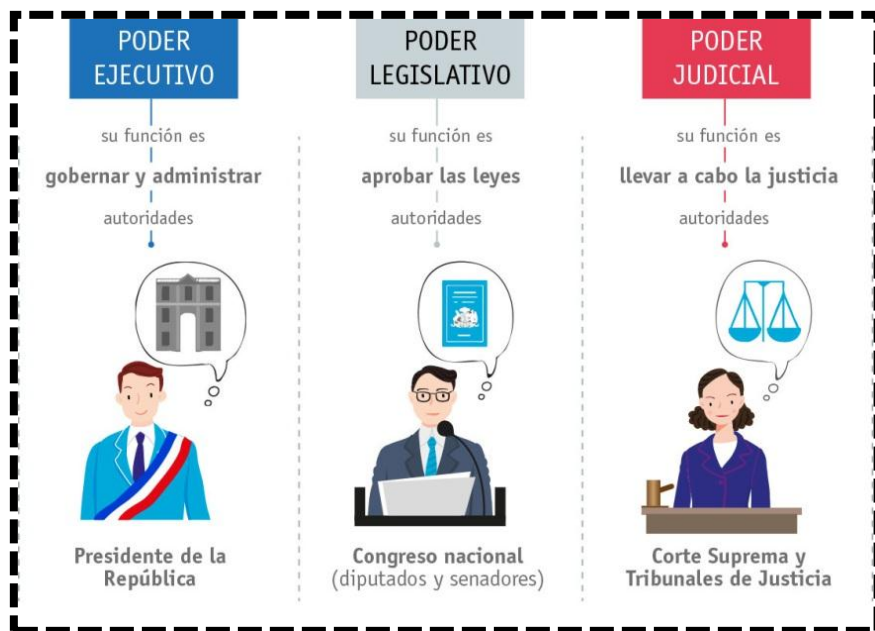 PODER
EJECUTIVO
su función es
gobernar y administrar
autoridades
Presidente de la
República
PODER
LEGISLATIVO
su función es
aprobar las leyes
autoridades
Congreso nacional
(diputados y senadores)
PODER
JUDICIAL
su función es
llevar a cabo la justicia
autoridades
Corte Suprema y
Tribunales de Justicia